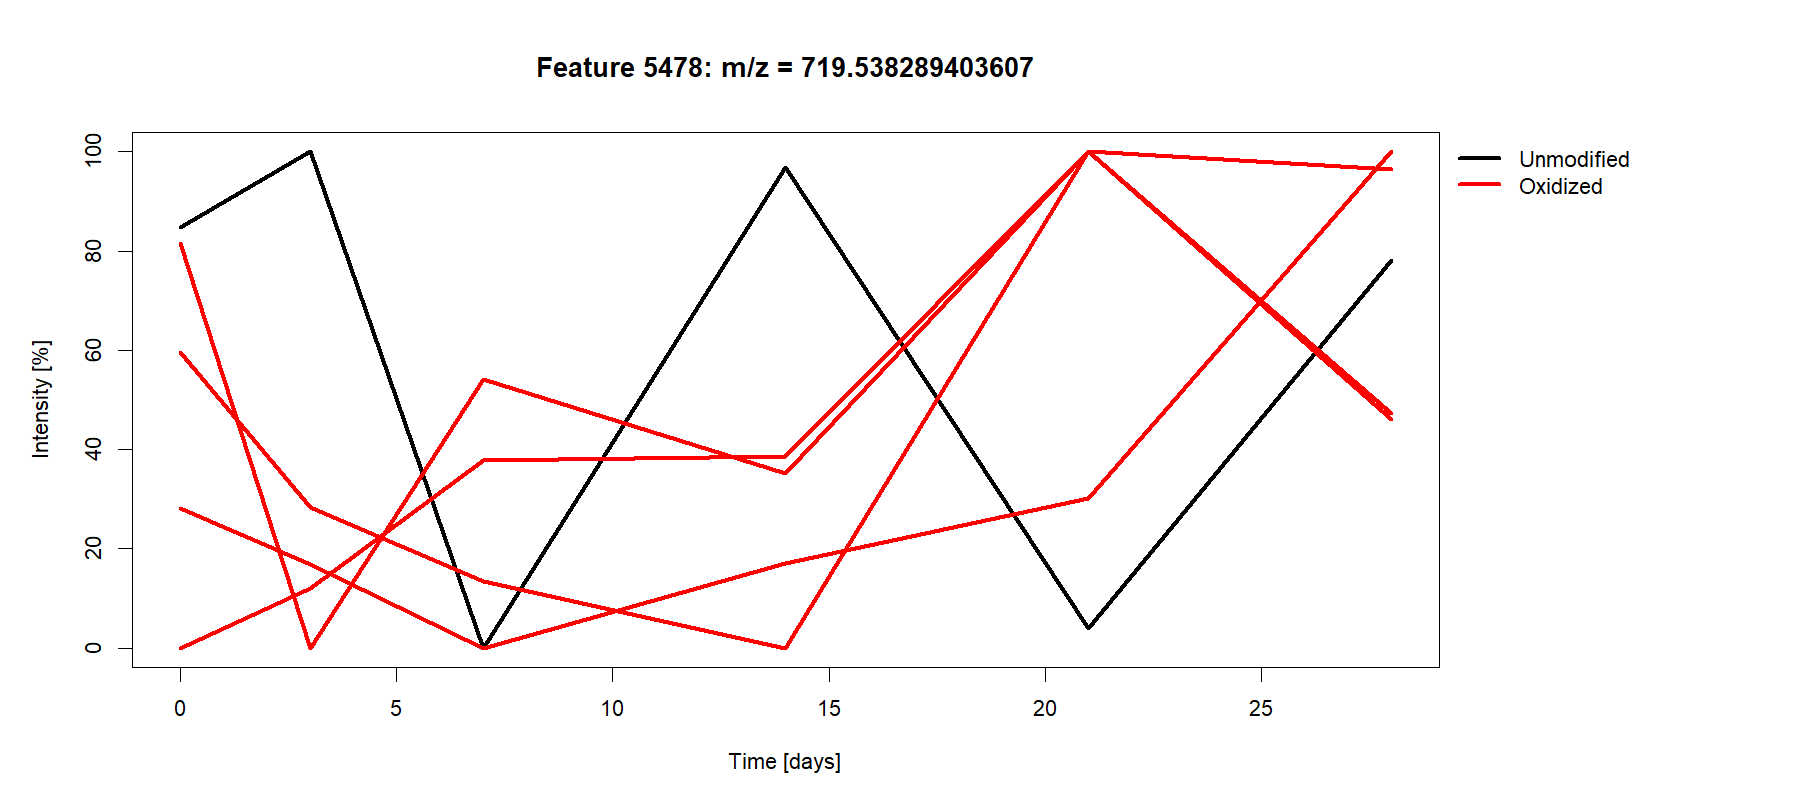 Feature 5478: m/z = 719.538289403607
Unmodified
Oxidized
Intensity [%]
100
80
60
40
20
0
0 5 10 15 20 25
Time [days]